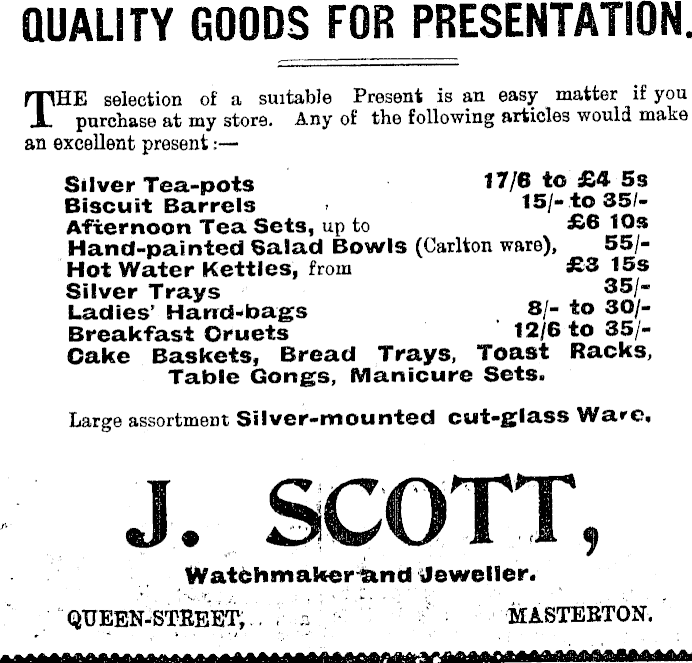 QUALITY GOODS FOR PRESENTATION.
THE selection of a suitable Present is an easy matter if you
purchase at my store. Any of the following articles would make
an excellent present :—
Silver Tea-pots 17/6 to £4 5s
Biscuit Barrels 15/- to 35/-
Afternoon Tea Sets, up to £6 10s
Hand-painted Salad Bowls (Carlton ware), 55/-
Hot Water Kettles, from £3 15s
Silver Trays 35/-
Ladies' Hand-bags 8/- to 30/-
Breakfast Cruets 12/6 to 35/-
Cake Baskets, Bread Trays, Toast Racks,
Table Gongs, Manicure Sets.
Large assortment Silver-mounted cut-glass Ware.
J. SCOTT,
Watchmaker and Jeweller.
QUEEN-STREET, MASTERTON.